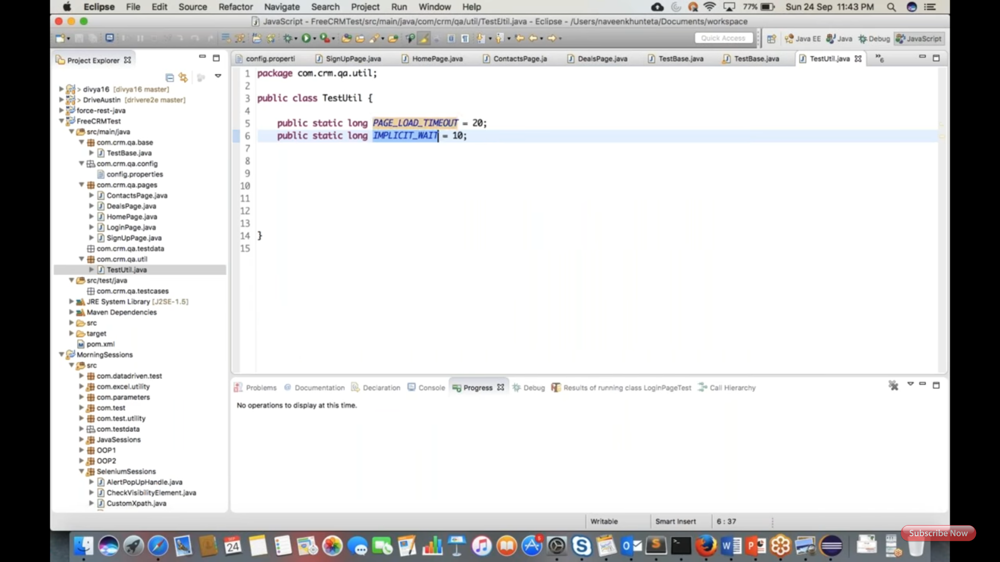 Eclipse File Edit Source Refactor Navigate Search Project Run Window Help 77% Sun 24 Sep 11:43 PM
JavaScript - FreeCRMTest/src/main/java/com/crm/qa/util/TestUtil.java - Eclipse - /Users/naveenkhunteta/Documents/workspace
Quick Access Java EE Java Debug JavaScript
Project Explorer
config.properti SignUpPage.java HomePage.java ContactsPage.ja DealsPage.java TestBase.java TestBase.java TestUtil.java »6
> divya16 [divya16 master]
> DriveAustin [drivere2e master]
force-rest-java
FreeCRMTest
src/main/java
com.crm.qa.base
TestBase.java
com.crm.qa.config
config.properties
com.crm.qa.pages
ContactsPage.java
DealsPage.java
HomePage.java
LoginPage.java
SignUpPage.java
com.crm.qa.testdata
com.crm.qa.util
TestUtil.java
src/test/java
com.crm.qa.testcases
JRE System Library [J2SE-1.5]
Maven Dependencies
src
target
pom.xml
MorningSessions
src
com.datadriven.test
com.excel.utility
com.parameters
com.test
com.test.utility
com.testdata
JavaSessions
OOP1
OOP2
SeleniumSessions
AlertPopUpHandle.java
CheckVisibilityElement.java
CustomXpath.java
1 package com.crm.qa.util;
2
3 public class TestUtil {
4
5 public static long PAGE_LOAD_TIMEOUT = 20;
6 public static long IMPLICIT_WAIT = 10;
7
8
9
10
11
12
13
14 }
15
Problems Documentation Declaration Console Progress Debug Results of running class LoginPageTest Call Hierarchy
No operations to display at this time.
Writable Smart Insert 6 : 37
Subscribe Now
24
5